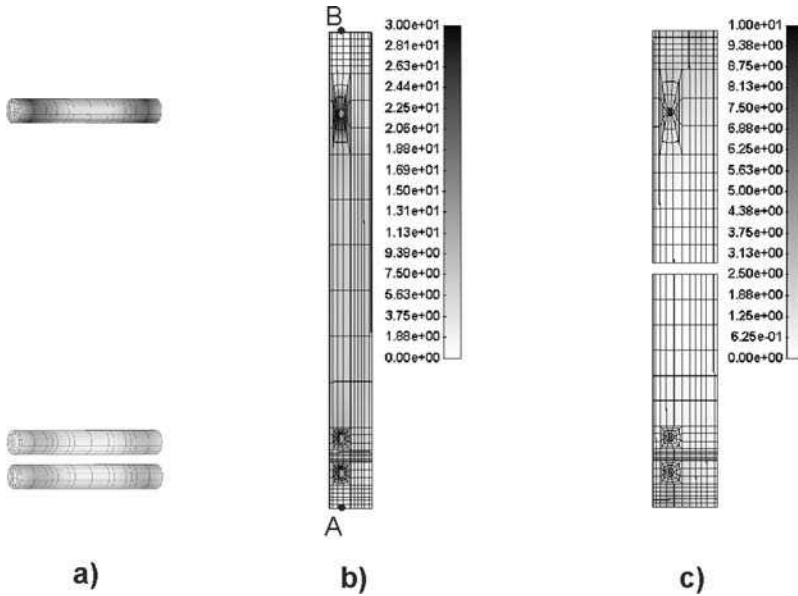 B
3.00e+01
2.81e+01
2.63e+01
2.44e+01
2.25e+01
2.06e+01
1.88e+01
1.69e+01
1.50e+01
1.31e+01
1.13e+01
9.38e+00
7.50e+00
5.63e+00
3.75e+00
1.88e+00
0.00e+00
A
1.00e+01
9.38e+00
8.75e+00
8.13e+00
7.50e+00
6.88e+00
6.25e+00
5.63e+00
5.00e+00
4.38e+00
3.75e+00
3.13e+00
2.50e+00
1.88e+00
1.25e+00
6.25e-01
0.00e+00
a)
b)
c)